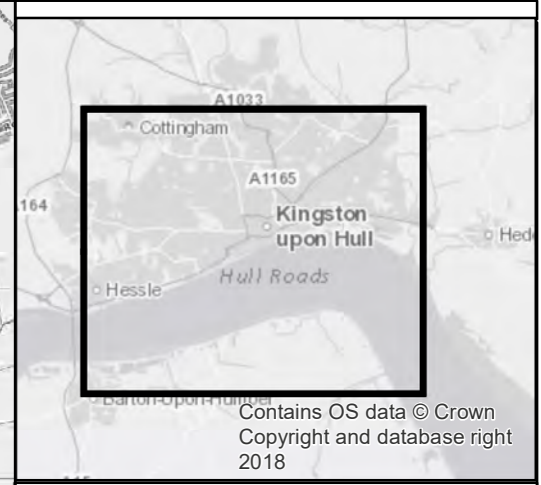 A1033
Cottingham
A1165
164
Kingston
upon Hull
Hed
Hull Roads
Hessle
Barton-Upon-Humber
Contains OS data © Crown
Copyright and database right
2018